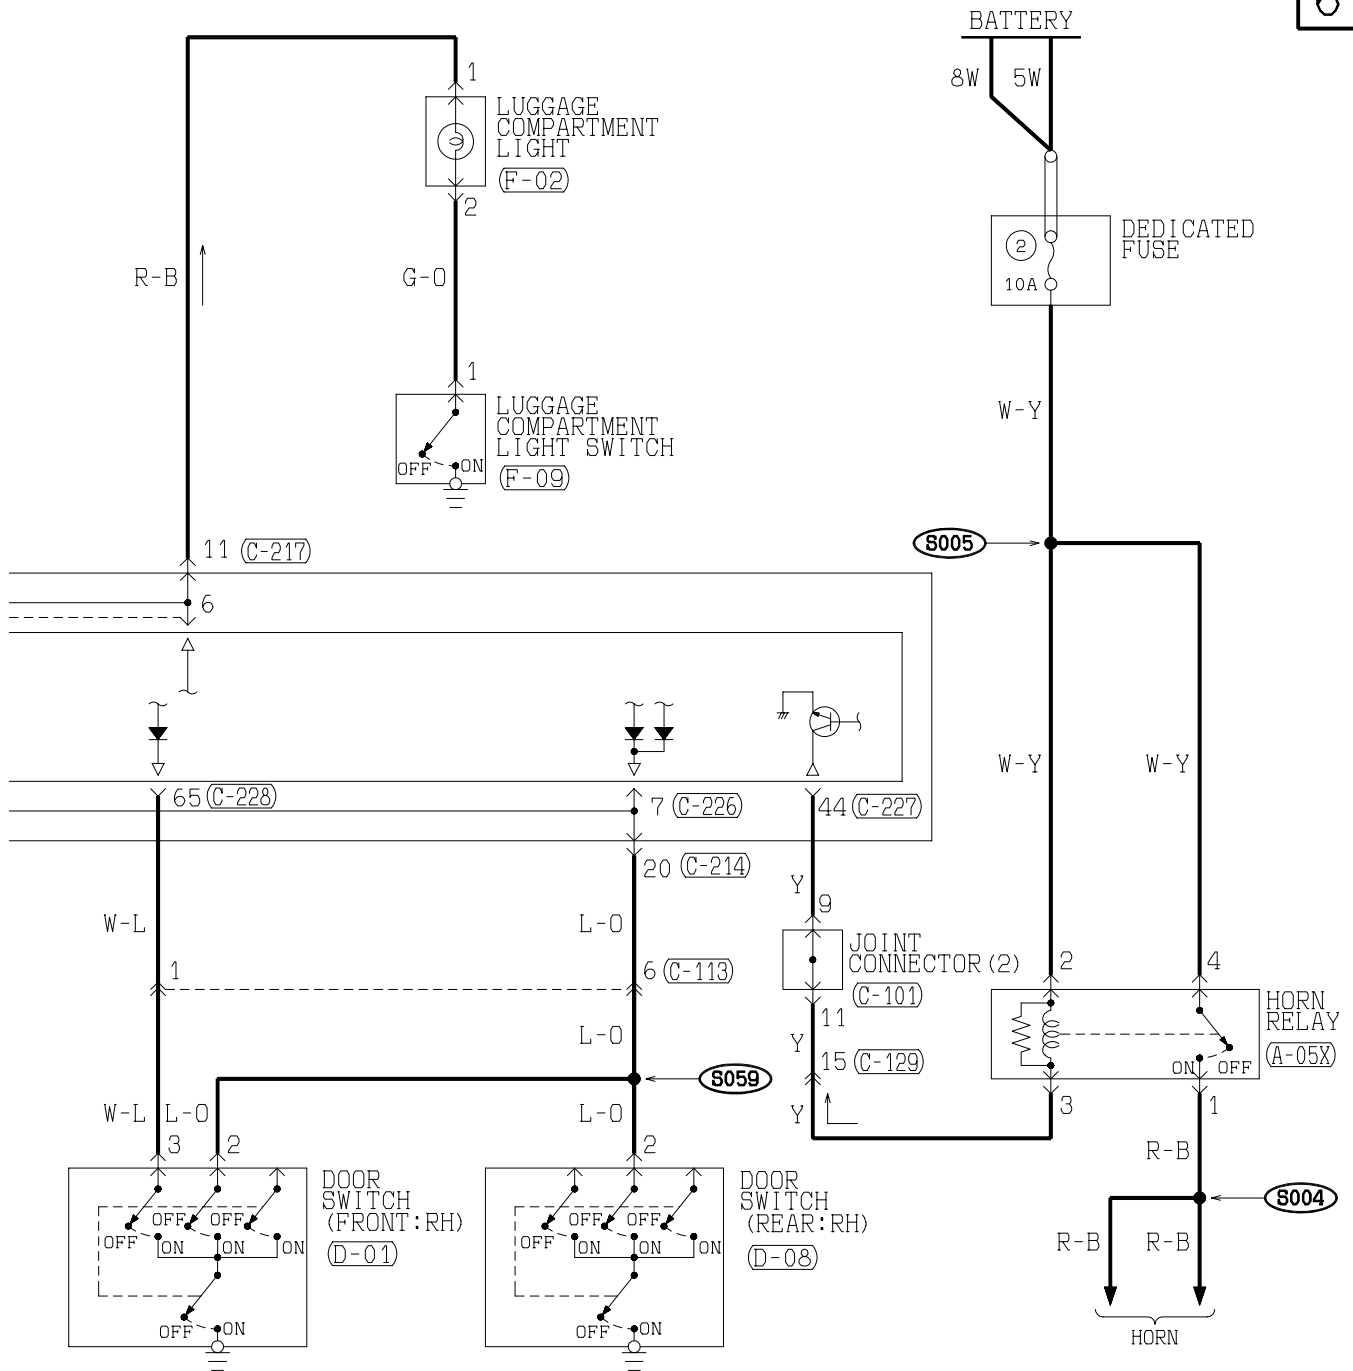 BATTERY
8W
5W
1
LUGGAGE
COMPARTMENT
LIGHT
F-02
2
DEDICATED
FUSE
2
10A
R-B
G-O
1
LUGGAGE
COMPARTMENT
LIGHT SWITCH
OFF
ON
F-09
W-Y
11
C-217
S005
6
W-Y
W-Y
65
C-228
7
C-226
44
C-227
20
C-214
Y
9
W-L
L-O
JOINT
CONNECTOR(2)
C-101
1
6
C-113
2
4
HORN
RELAY
A-05X
11
L-O
Y
15
C-129
ON
OFF
S059
W-L
L-O
L-O
Y
3
1
3
2
2
R-B
DOOR
SWITCH
(FRONT:RH)
D-01
DOOR
SWITCH
(REAR:RH)
D-08
S004
OFF
OFF
OFF
ON
ON
ON
OFF
OFF
OFF
ON
ON
ON
R-B
R-B
OFF
ON
OFF
ON
HORN